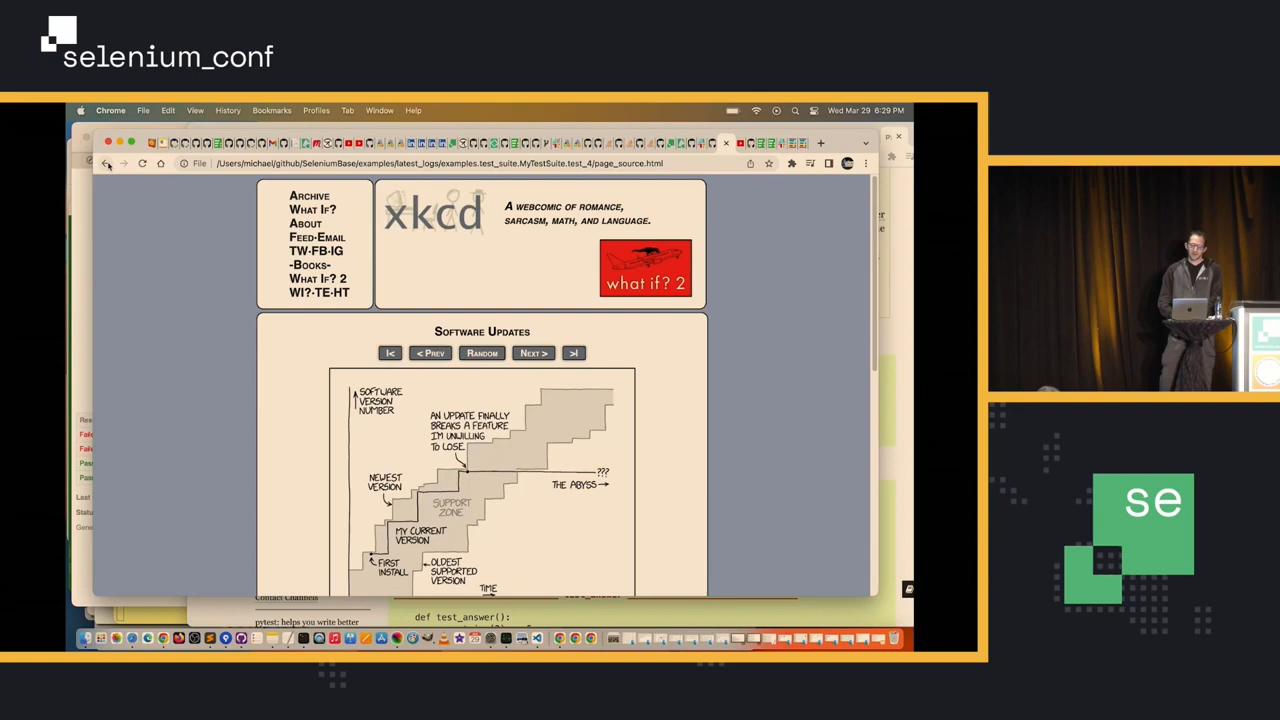 selenium_conf
Chrome File Edit View History Bookmarks Profiles Tab Window Help
Wed Mar 29 6:29 PM
File /Users/michael/github/SeleniumBase/examples/latest_logs/examples.test_suite.MyTestSuite.test_4/page_source.html
Archive
What If?
About
Feed·Email
TW·FB·IG
-Books-
What If? 2
WI?·TE·HT
xkcd
A webcomic of romance,
sarcasm, math, and language.
what if? 2
Software Updates
|<
< Prev
Random
Next >
>|
SOFTWARE
VERSION
NUMBER
AN UPDATE FINALLY
BREAKS A FEATURE
I'M UNWILLING
TO LOSE
???
THE ABYSS
NEWEST
VERSION
SUPPORT
ZONE
MY CURRENT
VERSION
FIRST
INSTALL
OLDEST
SUPPORTED
VERSION
TIME
Contact Channels
pytest: helps you write better
def test_answer():
se